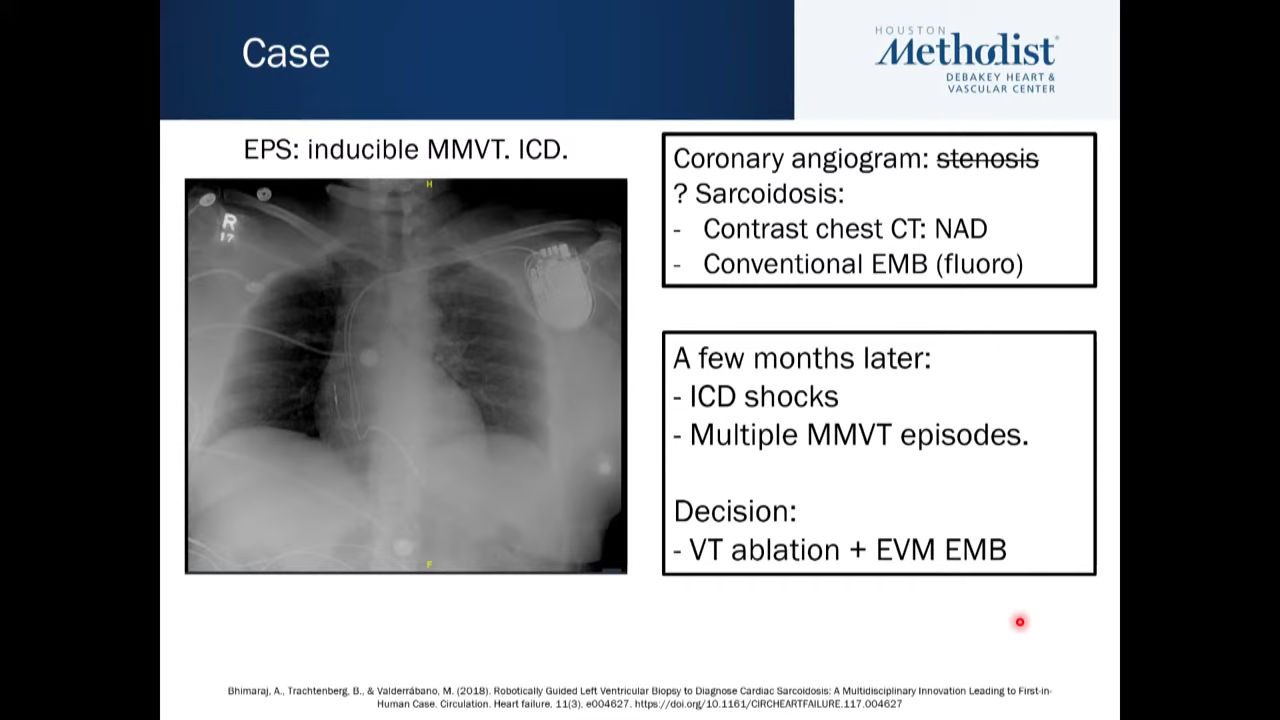 Case
HOUSTON
Methodist
DEBAKEY HEART &
VASCULAR CENTER
EPS: inducible MMVT. ICD.
H
R
17
F
Coronary angiogram: stenosis
? Sarcoidosis:
- Contrast chest CT: NAD
- Conventional EMB (fluoro)
A few months later:
- ICD shocks
- Multiple MMVT episodes.
Decision:
- VT ablation + EVM EMB
Bhimaraj, A., Trachtenberg, B., & Valderrábano, M. (2018). Robotically Guided Left Ventricular Biopsy to Diagnose Cardiac Sarcoidosis: A Multidisciplinary Innovation Leading to First-in-
Human Case. Circulation. Heart failure, 11(3), e004627. https://doi.org/10.1161/CIRCHEARTFAILURE.117.004627